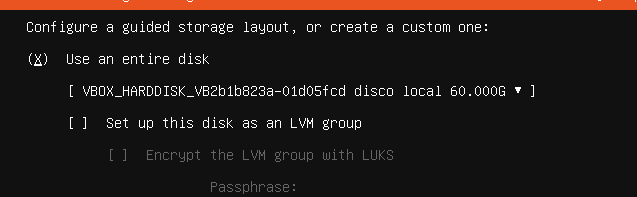 Configure a guided storage layout, or create a custom one:
(X) Use an entire disk
[ VBOX_HARDDISK_VB2b1b823a-01d05fcd disco local 60.000G ▾ ]
[ ] Set up this disk as an LVM group
[ ] Encrypt the LVM group with LUKS
Passphrase: